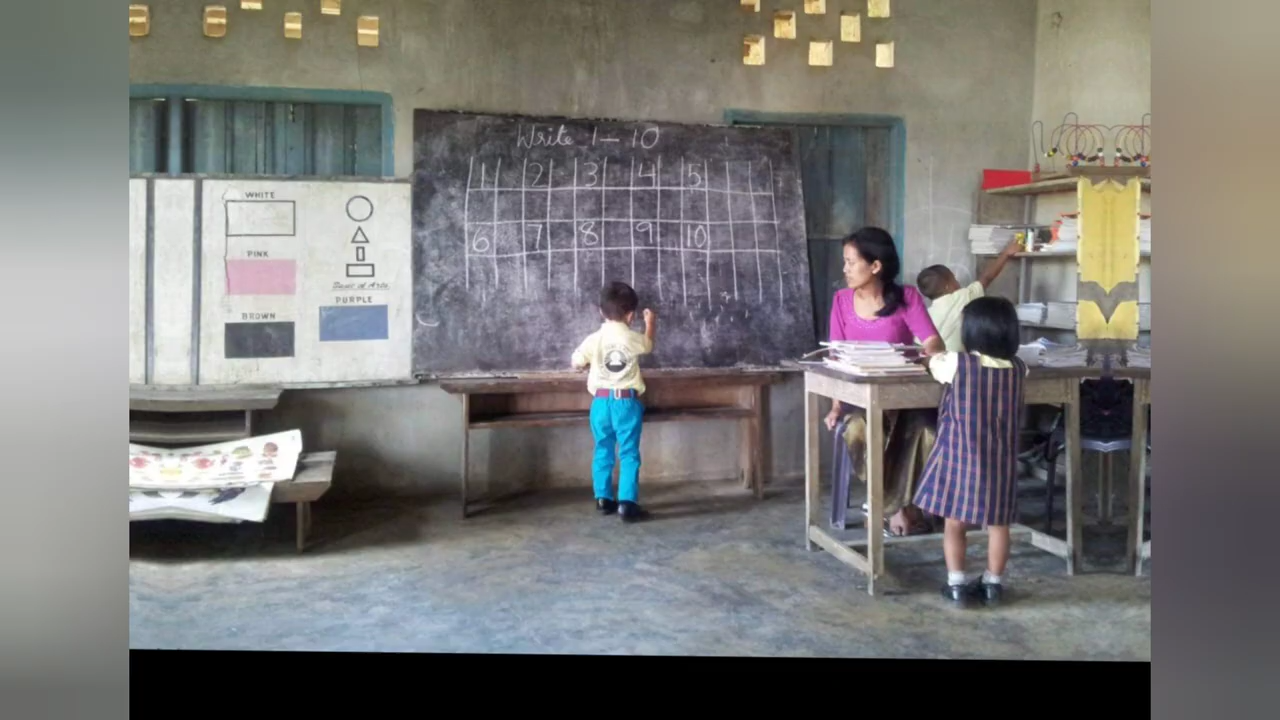 Write 1 – 10
1 2 3 4 5
6 7 8 9 10
WHITE
PINK
BROWN
PURPLE